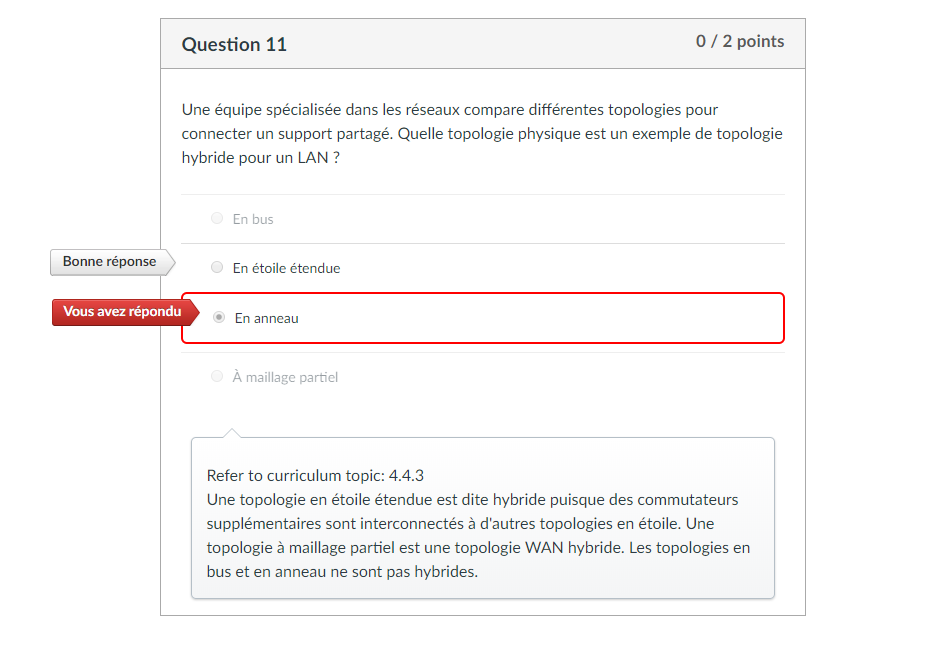 Question 11
0 / 2 points
Une équipe spécialisée dans les réseaux compare différentes topologies pour
connecter un support partagé. Quelle topologie physique est un exemple de topologie
hybride pour un LAN ?
En bus
Bonne réponse
En étoile étendue
Vous avez répondu
En anneau
À maillage partiel
Refer to curriculum topic: 4.4.3
Une topologie en étoile étendue est dite hybride puisque des commutateurs
supplémentaires sont interconnectés à d'autres topologies en étoile. Une
topologie à maillage partiel est une topologie WAN hybride. Les topologies en
bus et en anneau ne sont pas hybrides.